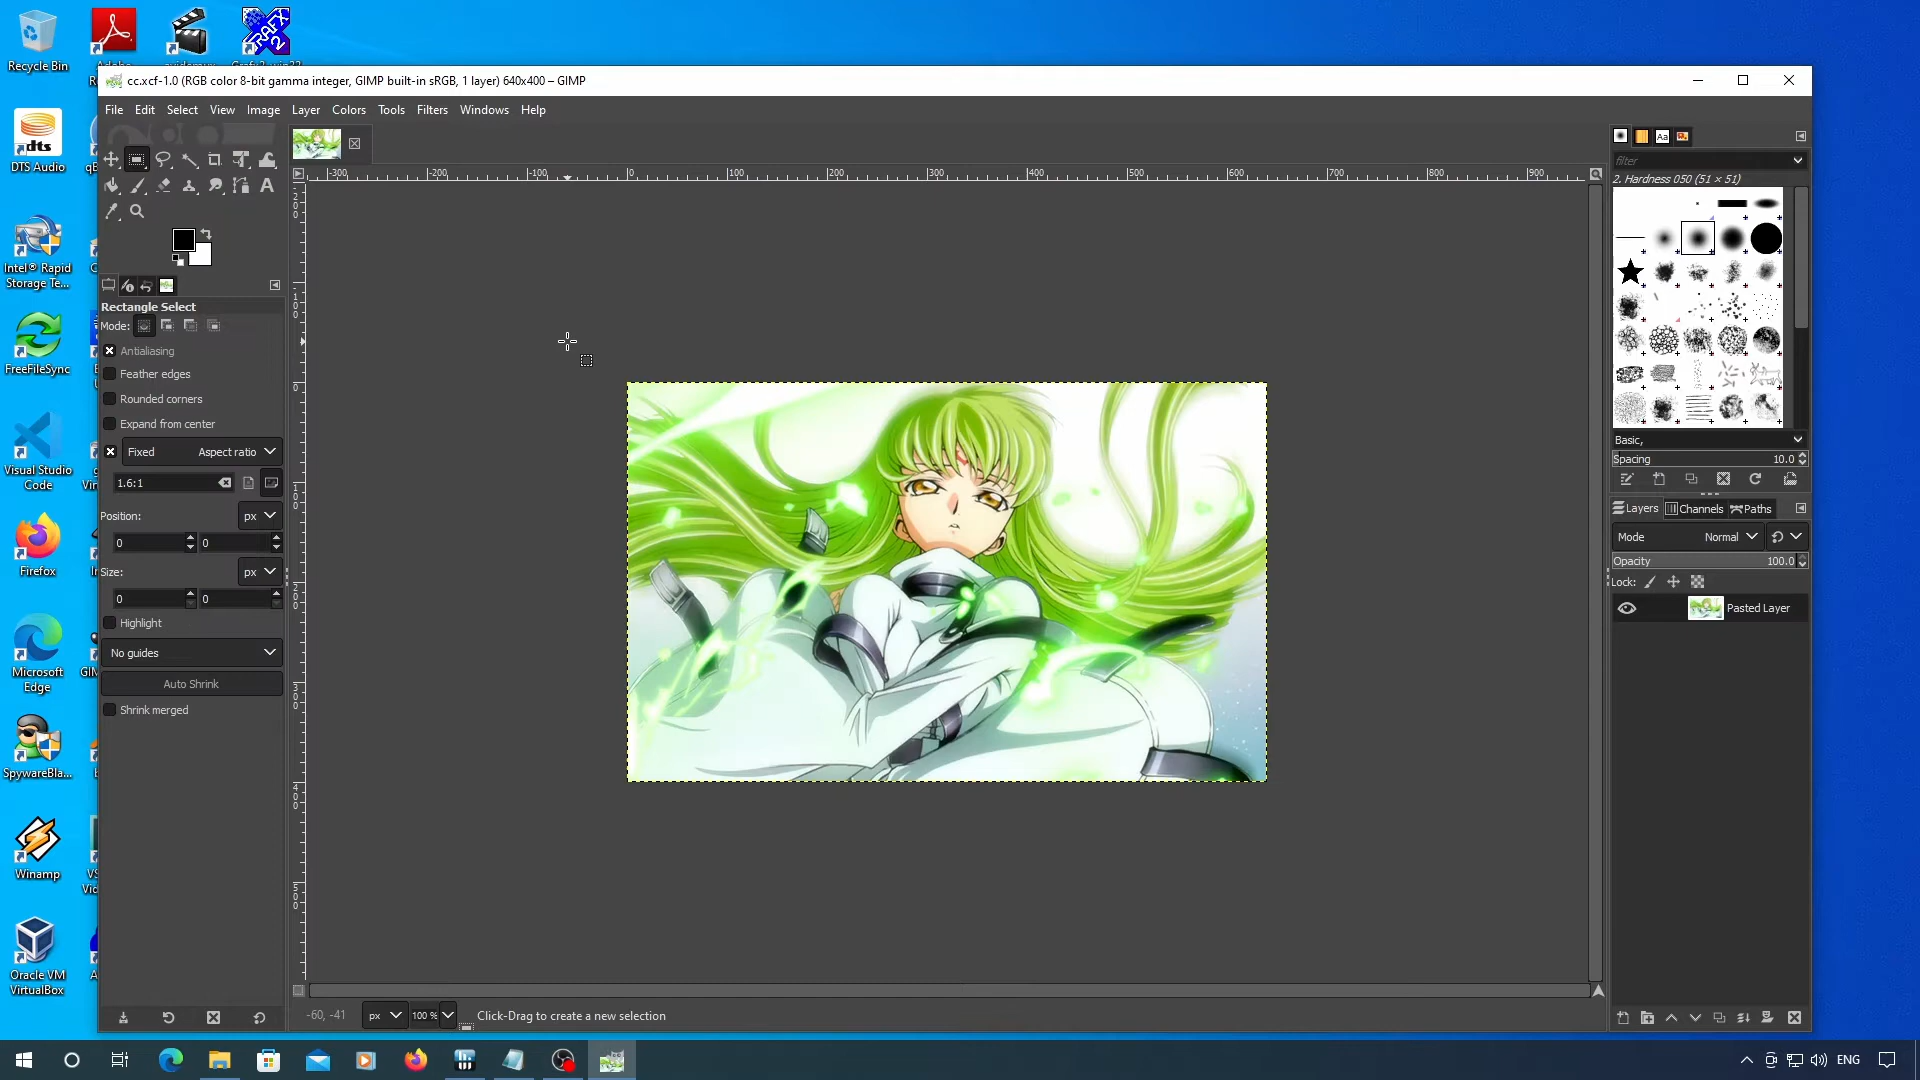 Recycle Bin
DTS Audio
Intel® Rapid
Storage Te...
FreeFileSync
Visual Studio
Code
Firefox
Microsoft
Edge
SpywareBla...
Winamp
Oracle VM
VirtualBox
cc.xcf-1.0 (RGB color 8-bit gamma integer, GIMP built-in sRGB, 1 layer) 640x400 – GIMP
File Edit Select View Image Layer Colors Tools Filters Windows Help
-300 -200 -100 0 100 200 300 400 500 600 700 800 900
Rectangle Select
Mode:
Antialiasing
Feather edges
Rounded corners
Expand from center
Fixed Aspect ratio
1.6:1
Position: px
0 0
Size: px
0 0
Highlight
No guides
Auto Shrink
Shrink merged
filter
2. Hardness 050 (51 × 51)
Basic,
Spacing 10.0
Layers Channels Paths
Mode Normal
Opacity 100.0
Lock:
Pasted Layer
-60, -41 px 100 % Click-Drag to create a new selection
ENG